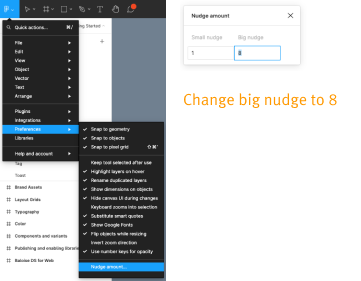 Quick actions... ⌘/
File
Edit
View
Object
Vector
Text
Arrange
Plugins
Integrations
Preferences
Libraries
Help and account
ng Started
Tag
Toast
Brand Assets
Layout Grids
Typography
Color
Components and variants
Publishing and enabling librarie
Baloise DS for Web
Snap to geometry
Snap to objects
Snap to pixel grid ⇧⌘'
Keep tool selected after use
Highlight layers on hover
Rename duplicated layers
Show dimensions on objects
Hide canvas UI during changes
Keyboard zooms into selection
Substitute smart quotes
Show Google Fonts
Flip objects while resizing
Invert zoom direction
Use number keys for opacity
Nudge amount...
Nudge amount
Small nudge Big nudge
1 8
Change big nudge to 8